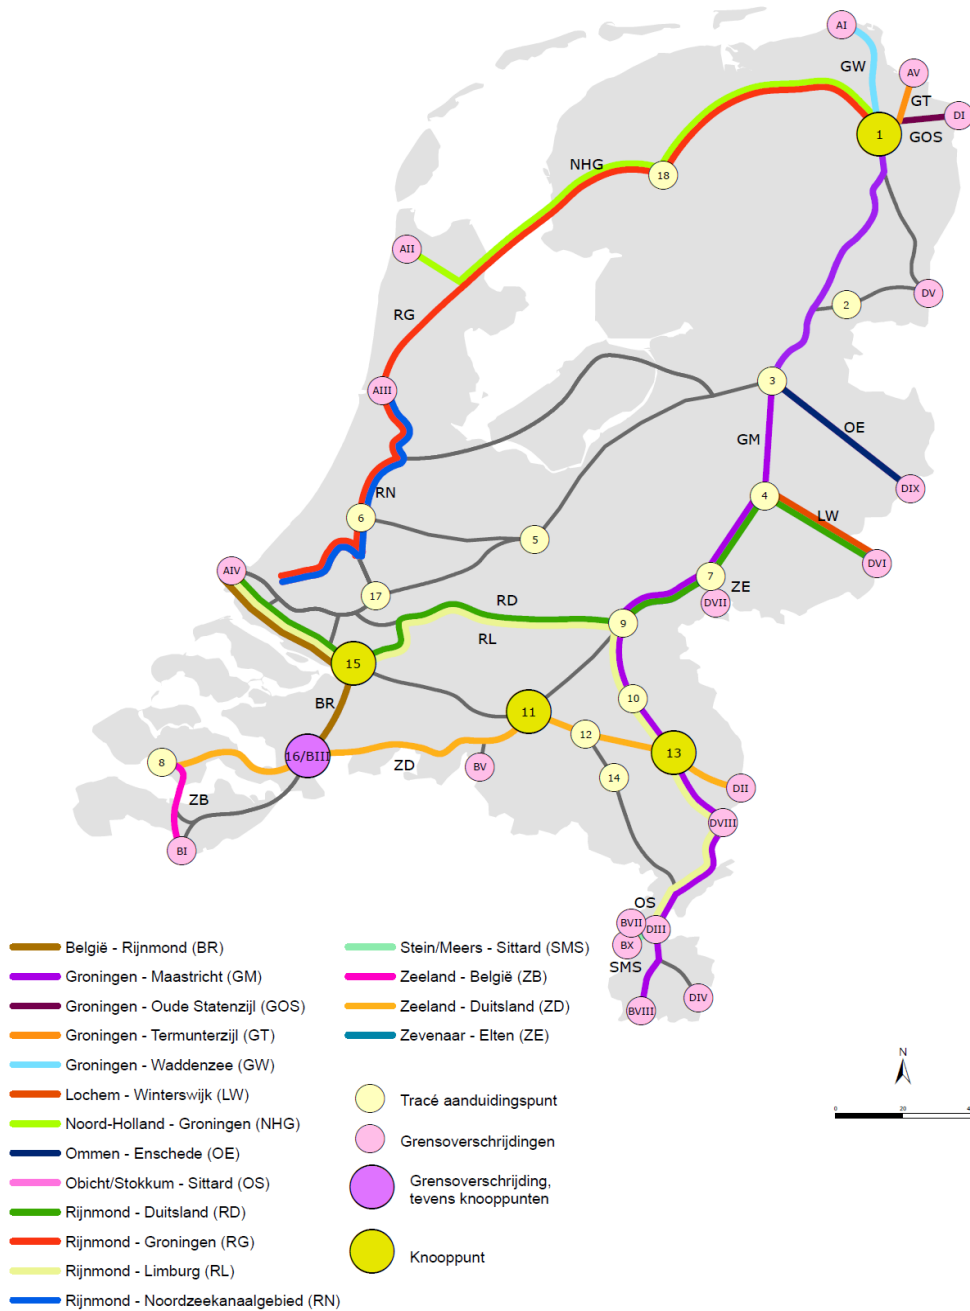 AI
GW
AV
GT
DI
1
GOS
NHG
18
AII
DV
2
RG
3
AIII
OE
GM
DIX
RN
4
6
LW
5
DVI
AIV
7
ZE
17
DVII
RD
9
RL
15
10
BR
11
12
13
16/BIII
8
ZD
BV
14
DII
ZB
DVIII
BI
OS
BVII
DIII
BX
SMS
DIV
BVIII
België - Rijnmond (BR)
Groningen - Maastricht (GM)
Groningen - Oude Statenzijl (GOS)
Groningen - Termunterzijl (GT)
Groningen - Waddenzee (GW)
Lochem - Winterswijk (LW)
Noord-Holland - Groningen (NHG)
Ommen - Enschede (OE)
Obicht/Stokkum - Sittard (OS)
Rijnmond - Duitsland (RD)
Rijnmond - Groningen (RG)
Rijnmond - Limburg (RL)
Rijnmond - Noordzeekanaalgebied (RN)
Stein/Meers - Sittard (SMS)
Zeeland - België (ZB)
Zeeland - Duitsland (ZD)
Zevenaar - Elten (ZE)
Tracé aanduidingspunt
Grensoverschrijdingen
Grensoverschrijding,
tevens knooppunten
Knooppunt
N
0 20